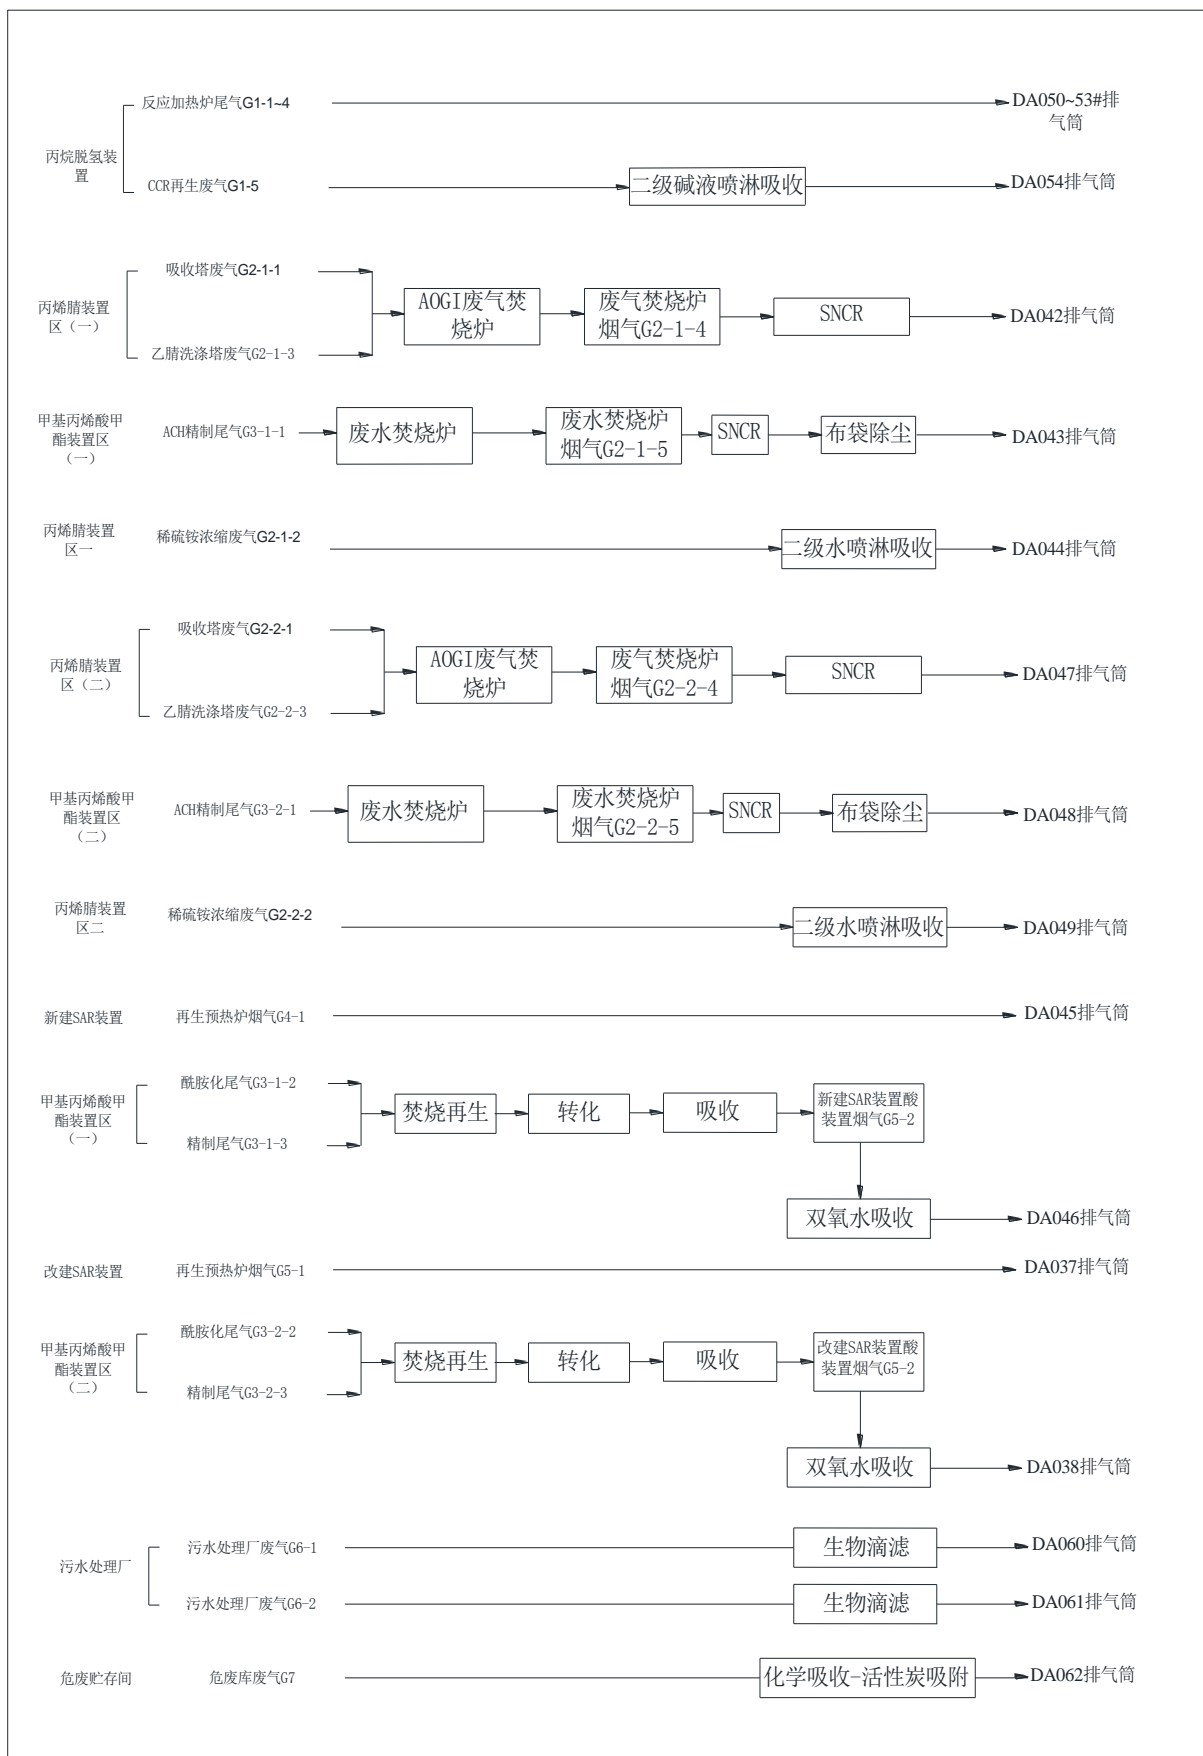 反应加热炉尾气G1-1~4
DA050~53#排
气筒
丙烷脱氢装
置
CCR再生废气G1-5
二级碱液喷淋吸收
DA054排气筒
吸收塔废气G2-1-1
丙烯腈装置
区（一）
AOGI废气焚
烧炉
废气焚烧炉
烟气G2-1-4
SNCR
DA042排气筒
乙腈洗涤塔废气G2-1-3
甲基丙烯酸甲
酯装置区
（一）
ACH精制尾气G3-1-1
废水焚烧炉
废水焚烧炉
烟气G2-1-5
SNCR
布袋除尘
DA043排气筒
丙烯腈装置
区一
稀硫铵浓缩废气G2-1-2
二级水喷淋吸收
DA044排气筒
吸收塔废气G2-2-1
丙烯腈装置
区（二）
AOGI废气焚
烧炉
废气焚烧炉
烟气G2-2-4
SNCR
DA047排气筒
乙腈洗涤塔废气G2-2-3
甲基丙烯酸甲
酯装置区
（二）
ACH精制尾气G3-2-1
废水焚烧炉
废水焚烧炉
烟气G2-2-5
SNCR
布袋除尘
DA048排气筒
丙烯腈装置
区二
稀硫铵浓缩废气G2-2-2
二级水喷淋吸收
DA049排气筒
新建SAR装置
再生预热炉烟气G4-1
DA045排气筒
酰胺化尾气G3-1-2
甲基丙烯酸甲
酯装置区
（一）
精制尾气G3-1-3
焚烧再生
转化
吸收
新建SAR装置酸
装置烟气G5-2
双氧水吸收
DA046排气筒
改建SAR装置
再生预热炉烟气G5-1
DA037排气筒
酰胺化尾气G3-2-2
甲基丙烯酸甲
酯装置区
（二）
精制尾气G3-2-3
焚烧再生
转化
吸收
改建SAR装置酸
装置烟气G5-2
双氧水吸收
DA038排气筒
污水处理厂
污水处理厂废气G6-1
生物滴滤
DA060排气筒
污水处理厂废气G6-2
生物滴滤
DA061排气筒
危废贮存间
危废库废气G7
化学吸收-活性炭吸附
DA062排气筒